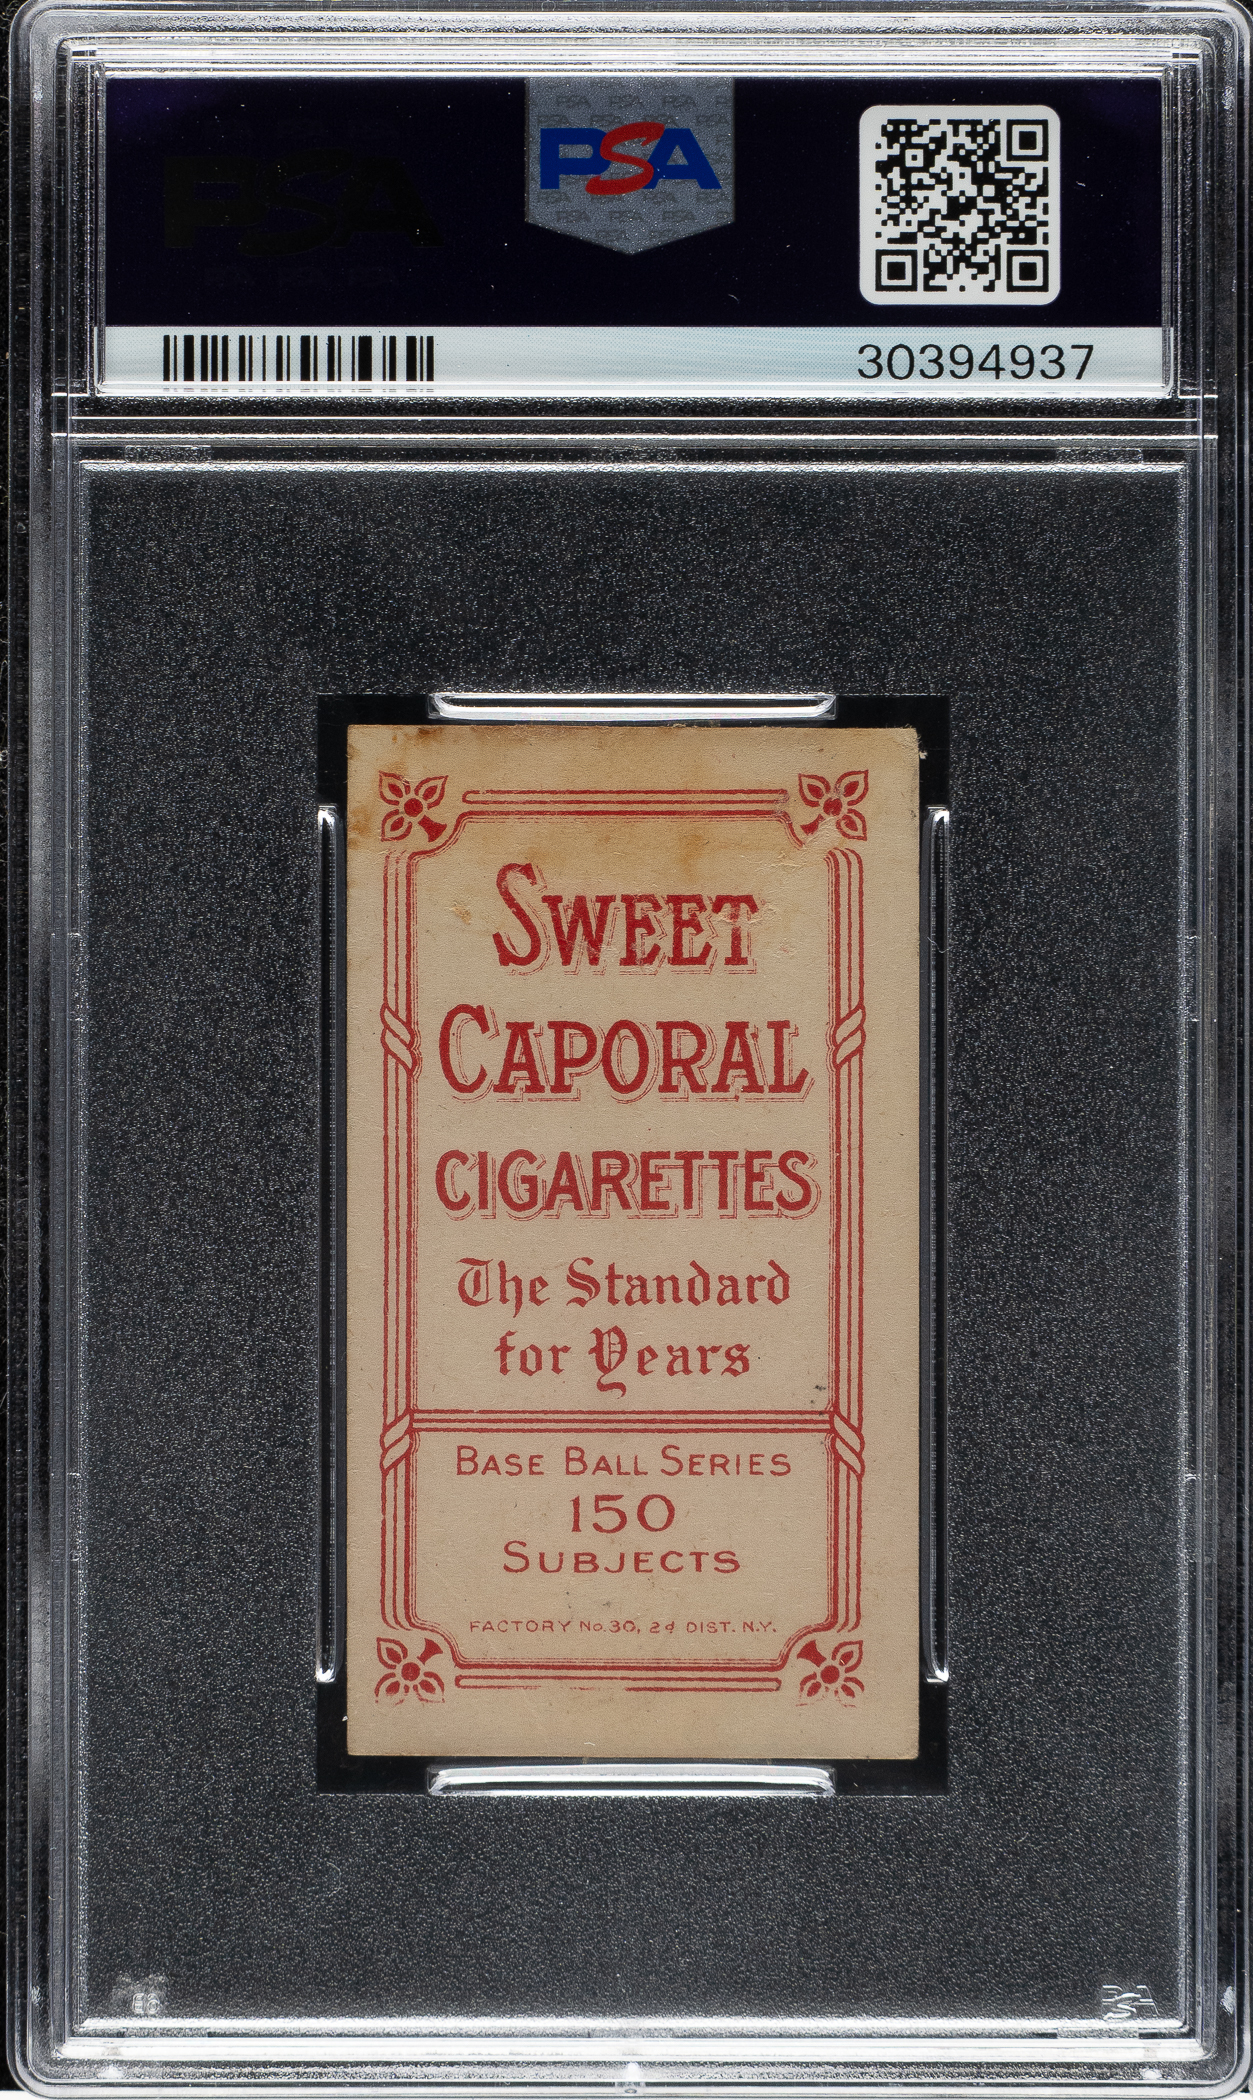 PSA
30394937
SWEET
CAPORAL
CIGARETTES
The Standard
for Years
BASE BALL SERIES
150
SUBJECTS
FACTORY No. 30, 2d DIST. N.Y.
PSA